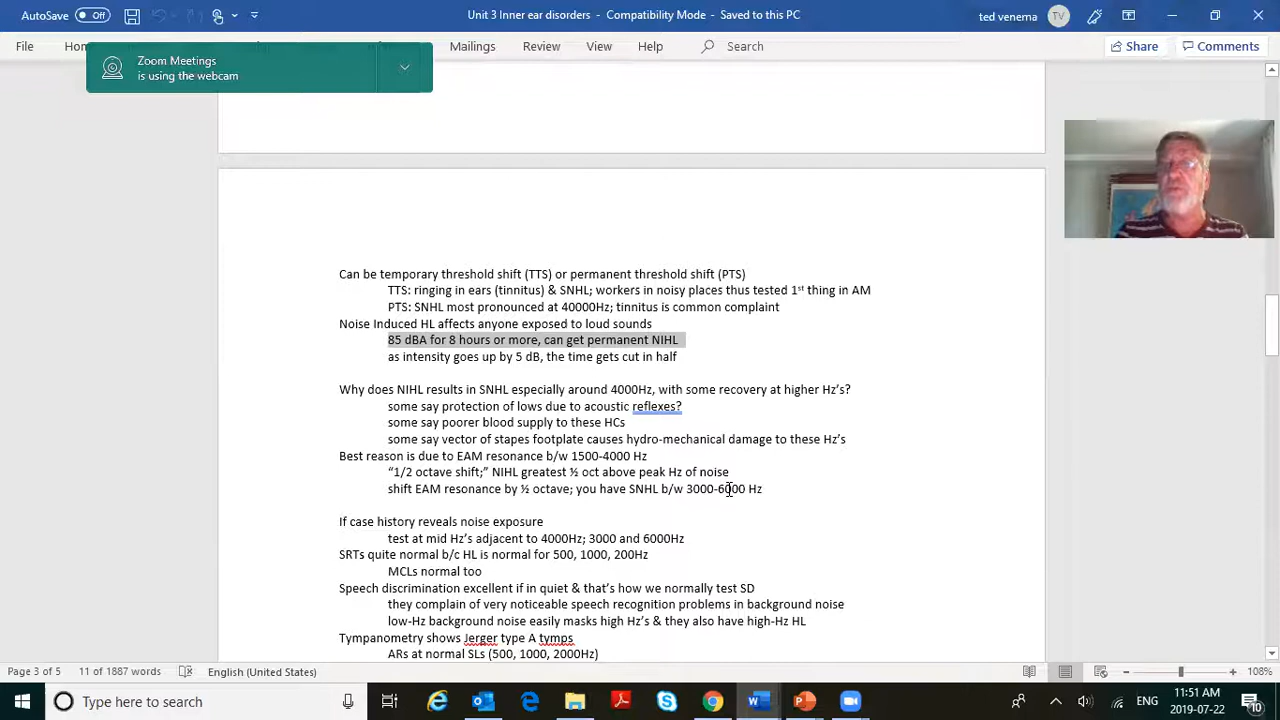 AutoSave Off
Unit 3 Inner ear disorders - Compatibility Mode - Saved to this PC
ted venema TV
File Hom Mailings Review View Help Search Share Comments
Zoom Meetings
is using the webcam
Can be temporary threshold shift (TTS) or permanent threshold shift (PTS)
TTS: ringing in ears (tinnitus) & SNHL; workers in noisy places thus tested 1st thing in AM
PTS: SNHL most pronounced at 40000Hz; tinnitus is common complaint
Noise Induced HL affects anyone exposed to loud sounds
85 dBA for 8 hours or more, can get permanent NIHL
as intensity goes up by 5 dB, the time gets cut in half
Why does NIHL results in SNHL especially around 4000Hz, with some recovery at higher Hz's?
some say protection of lows due to acoustic reflexes?
some say poorer blood supply to these HCs
some say vector of stapes footplate causes hydro-mechanical damage to these Hz's
Best reason is due to EAM resonance b/w 1500-4000 Hz
"1/2 octave shift;" NIHL greatest ½ oct above peak Hz of noise
shift EAM resonance by ½ octave; you have SNHL b/w 3000-6000 Hz
If case history reveals noise exposure
test at mid Hz's adjacent to 4000Hz; 3000 and 6000Hz
SRTs quite normal b/c HL is normal for 500, 1000, 200Hz
MCLs normal too
Speech discrimination excellent if in quiet & that's how we normally test SD
they complain of very noticeable speech recognition problems in background noise
low-Hz background noise easily masks high Hz's & they also have high-Hz HL
Tympanometry shows Jerger type A tymps
ARs at normal SLs (500, 1000, 2000Hz)
Page 3 of 5 11 of 1887 words English (United States) 108%
Type here to search
ENG
11:51 AM
2019-07-22
10